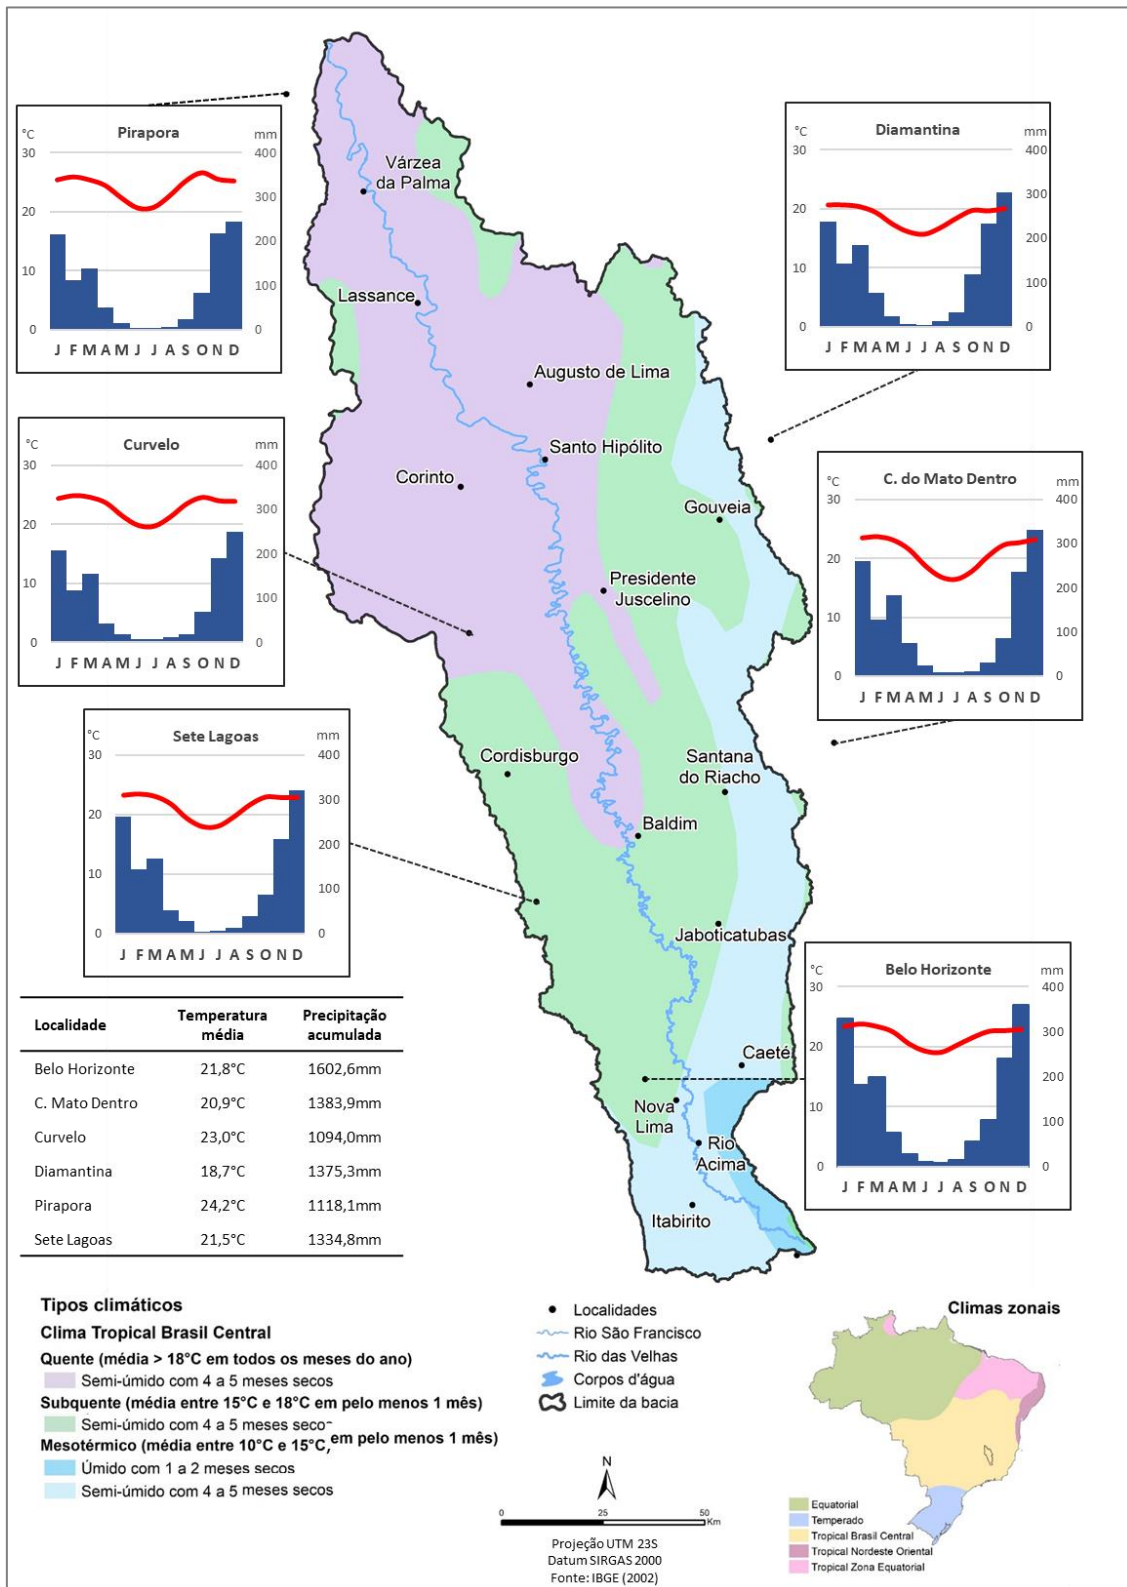 °C Pirapora mm
30 400
300
20
200
10
100
0 0
J F M A M J J A S O N D
°C Diamantina mm
30 400
300
20
200
10
100
0 0
J F M A M J J A S O N D
°C Curvelo mm
30 400
300
20
200
10
100
0 0
J F M A M J J A S O N D
°C C. do Mato Dentro mm
30 400
300
20
200
10
100
0 0
J F M A M J J A S O N D
°C Sete Lagoas mm
30 400
300
20
200
10
100
0 0
J F M A M J J A S O N D
°C Belo Horizonte mm
30 400
300
20
200
10
100
0 0
J F M A M J J A S O N D
Várzea
da Palma
Lassance
Augusto de Lima
Santo Hipólito
Corinto
Gouveia
Presidente
Juscelino
Cordisburgo
Santana
do Riacho
Baldim
Jaboticatubas
Caeté
Nova
Lima
Rio
Acima
Itabirito
Localidade Temperatura média Precipitação acumulada
Belo Horizonte 21,8°C 1602,6mm
C. Mato Dentro 20,9°C 1383,9mm
Curvelo 23,0°C 1094,0mm
Diamantina 18,7°C 1375,3mm
Pirapora 24,2°C 1118,1mm
Sete Lagoas 21,5°C 1334,8mm
Tipos climáticos
Clima Tropical Brasil Central
Quente (média > 18°C em todos os meses do ano)
Semi-úmido com 4 a 5 meses secos
Subquente (média entre 15°C e 18°C em pelo menos 1 mês)
Semi-úmido com 4 a 5 meses secos
Mesotérmico (média entre 10°C e 15°C, em pelo menos 1 mês)
Úmido com 1 a 2 meses secos
Semi-úmido com 4 a 5 meses secos
Localidades
Rio São Francisco
Rio das Velhas
Corpos d'água
Limite da bacia
N
0 25 50
Km
Projeção UTM 23S
Datum SIRGAS 2000
Fonte: IBGE (2002)
Climas zonais
Equatorial
Temperado
Tropical Brasil Central
Tropical Nordeste Oriental
Tropical Zona Equatorial